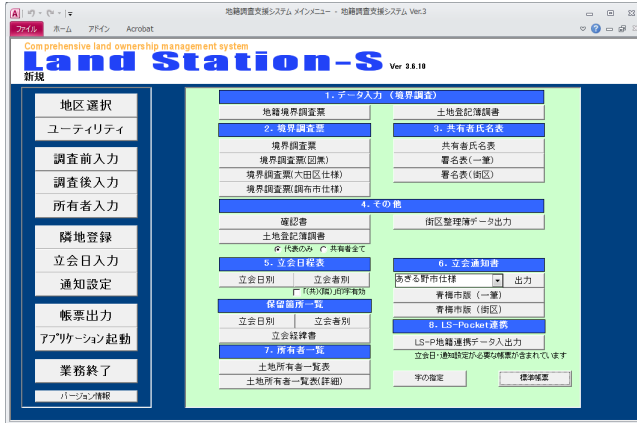 地籍調査支援システム メインメニュー - 地籍調査支援システム Ver.3
ファイル ホーム アドイン Acrobat
Comprehensive land ownership management system
Land Station-S Ver 3.6.18
新規
地区選択
ユーティリティ
調査前入力
調査後入力
所有者入力
隣地登録
立会日入力
通知設定
帳票出力
アプリケーション起動
業務終了
バージョン情報
1. データ入力 (境界調査)
地籍境界調査票 土地登記簿調書
2. 境界調査票
境界調査票
境界調査票(図無)
境界調査票(大田区仕様)
境界調査票(調布市仕様)
3. 共有者氏名表
共有者氏名表
署名表(一筆)
署名表(街区)
4. その他
確認書 街区整理簿データ出力
土地登記簿調書
代表のみ 共有者全て
5. 立会日程表
立会日別 立会者別
「(共)(隣)」印字有効
保留箇所一覧
立会日別 立会者別
立会経緯書
7. 所有者一覧
土地所有者一覧表
土地所有者一覧表(詳細)
6. 立会通知書
あきる野市仕様 出力
青梅市版 (一筆)
青梅市版 (街区)
8. LS-Pocket連携
LS-P地籍連携データ入出力
立会日・通知設定が必要な帳票が含まれています
字の指定 標準帳票